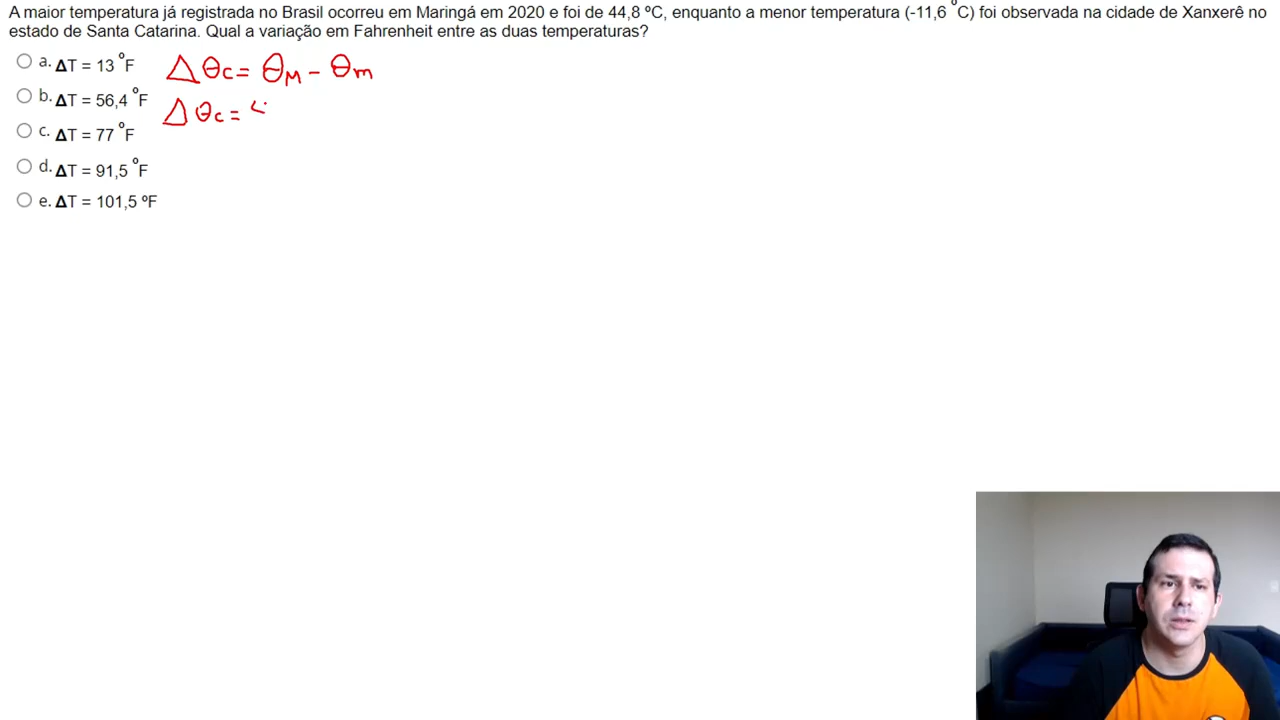 A maior temperatura já registrada no Brasil ocorreu em Maringá em 2020 e foi de 44,8 ºC, enquanto a menor temperatura (-11,6 °C) foi observada na cidade de Xanxerê no
estado de Santa Catarina. Qual a variação em Fahrenheit entre as duas temperaturas?
a. ΔT = 13 °F
b. ΔT = 56,4 °F
c. ΔT = 77 °F
d. ΔT = 91,5 °F
e. ΔT = 101,5 ºF
Δθc = θM - θm
Δθc =